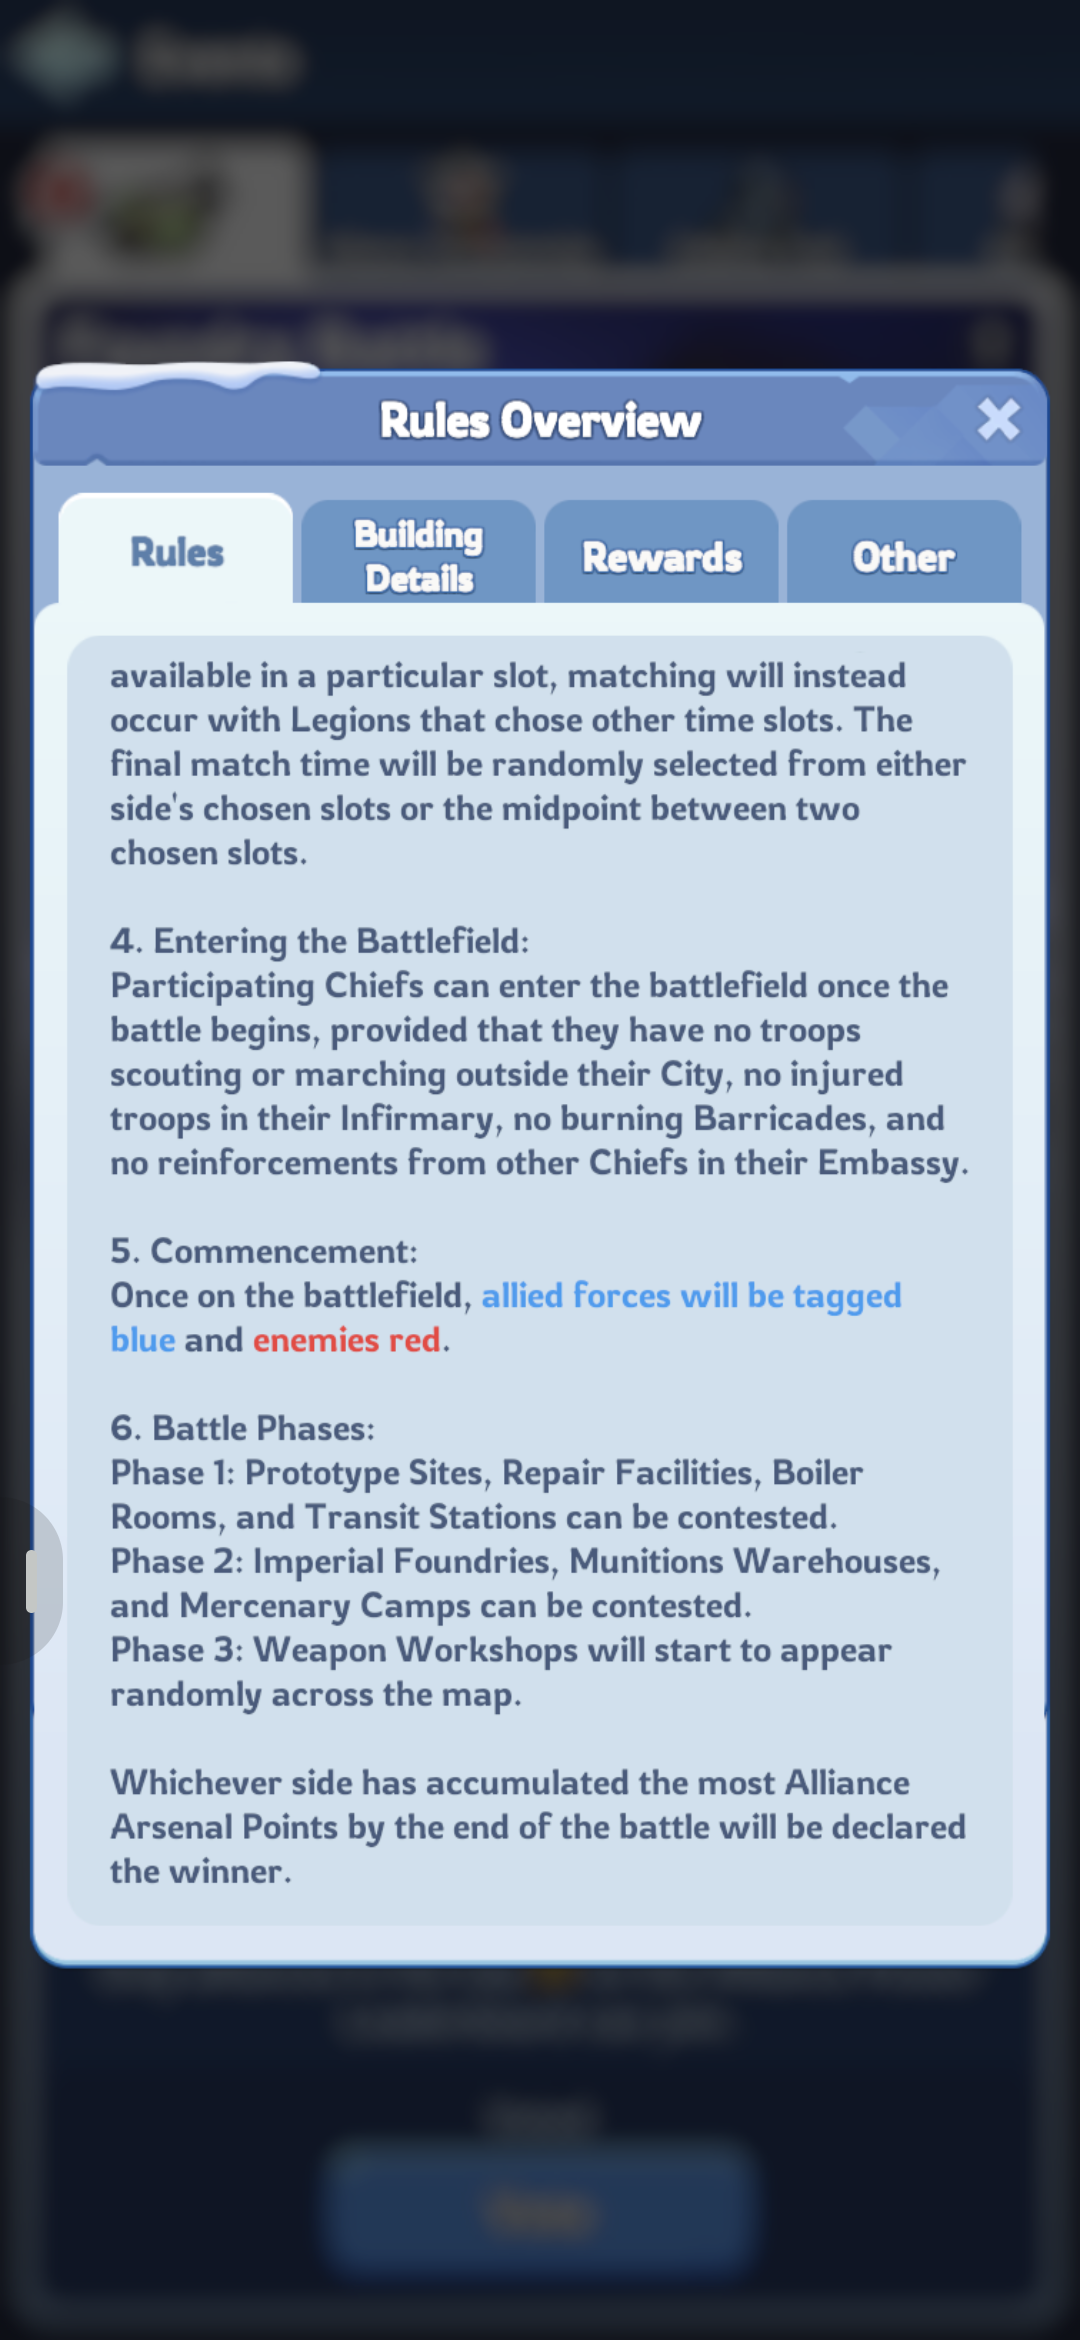 Rules Overview
Rules
Building
Details
Rewards
Other
available in a particular slot, matching will instead
occur with Legions that chose other time slots. The
final match time will be randomly selected from either
side's chosen slots or the midpoint between two
chosen slots.
4. Entering the Battlefield:
Participating Chiefs can enter the battlefield once the
battle begins, provided that they have no troops
scouting or marching outside their City, no injured
troops in their Infirmary, no burning Barricades, and
no reinforcements from other Chiefs in their Embassy.
5. Commencement:
Once on the battlefield, allied forces will be tagged
blue and enemies red.
6. Battle Phases:
Phase 1: Prototype Sites, Repair Facilities, Boiler
Rooms, and Transit Stations can be contested.
Phase 2: Imperial Foundries, Munitions Warehouses,
and Mercenary Camps can be contested.
Phase 3: Weapon Workshops will start to appear
randomly across the map.
Whichever side has accumulated the most Alliance
Arsenal Points by the end of the battle will be declared
the winner.